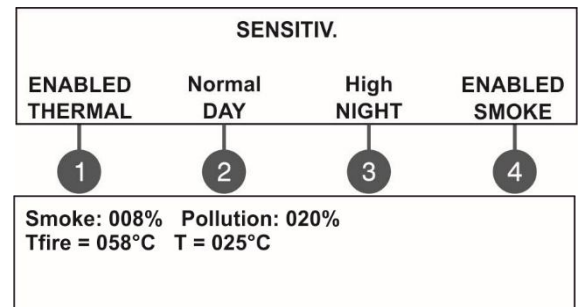 SENSITIV.
ENABLED Normal High ENABLED
THERMAL DAY NIGHT SMOKE
1 2 3 4
Smoke: 008% Pollution: 020%
Tfire = 058°C T = 025°C